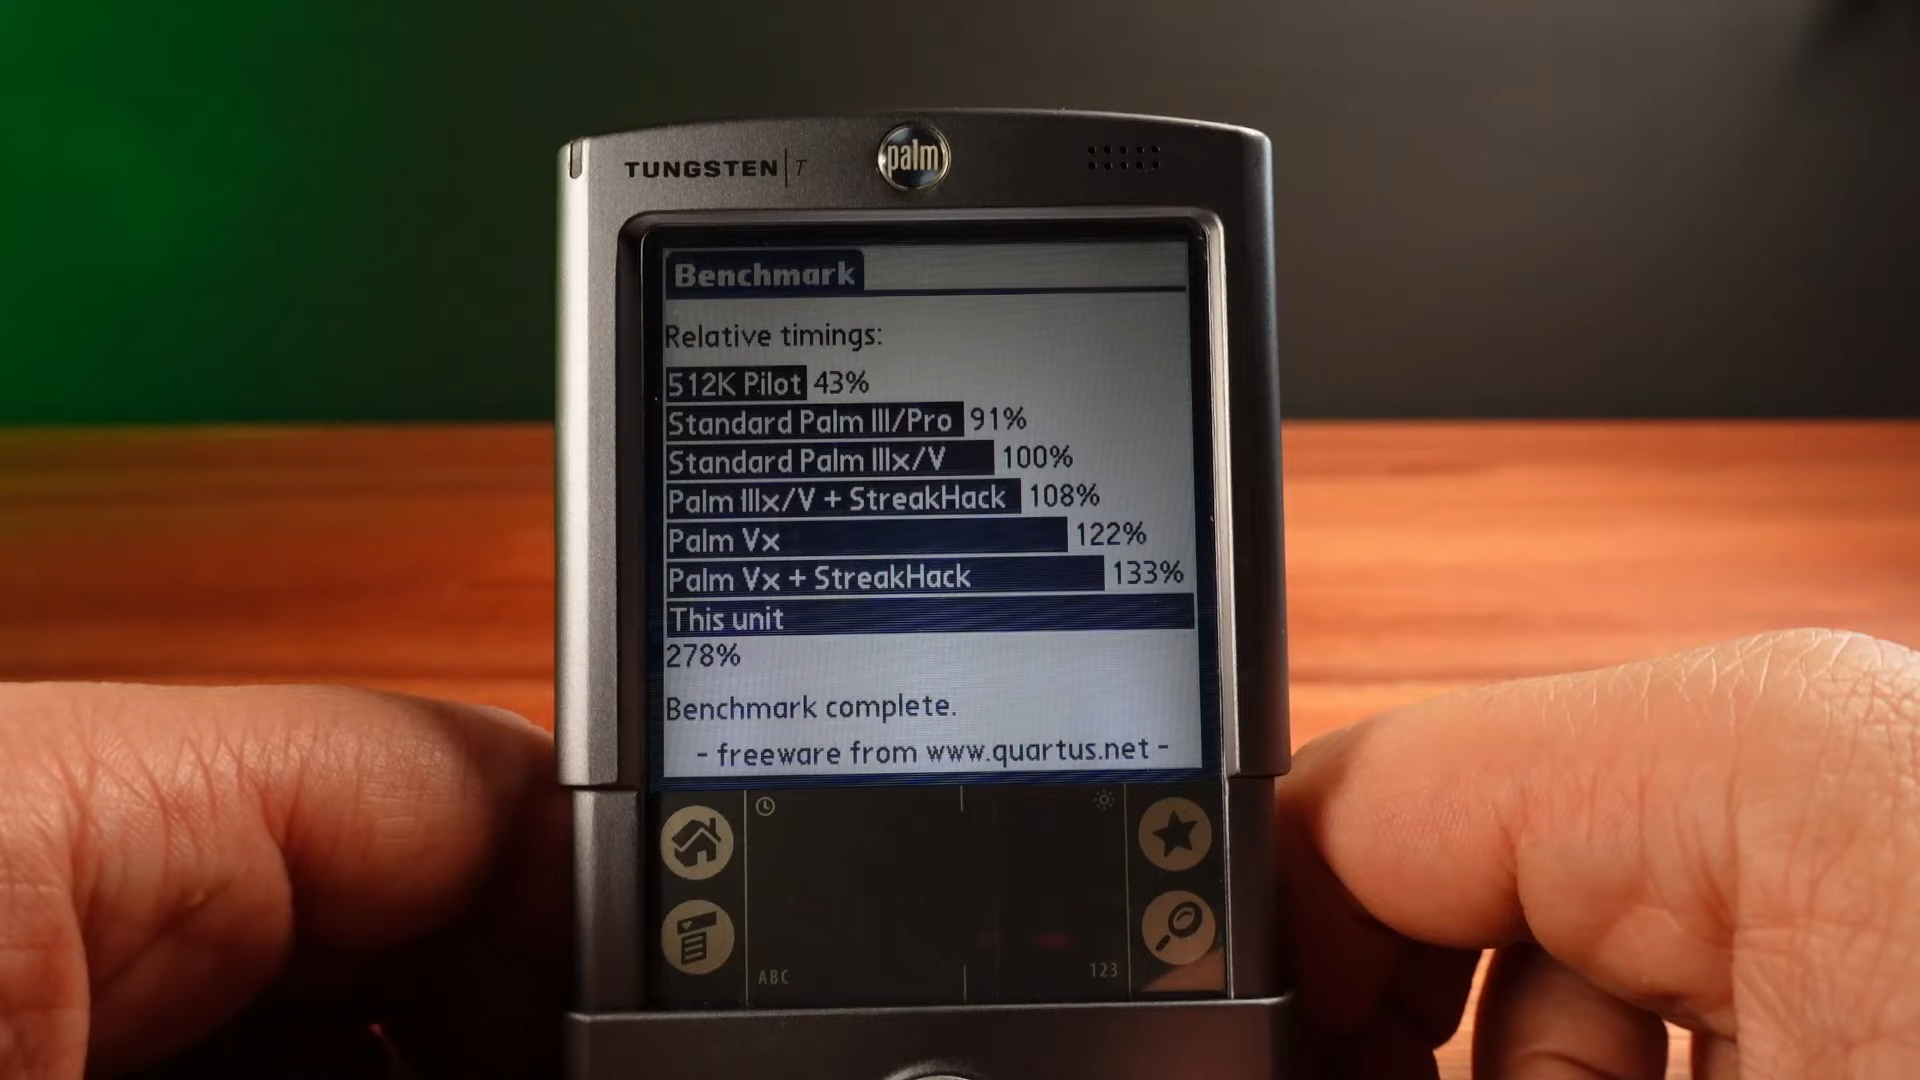 TUNGSTEN | T
palm
Benchmark
Relative timings:
512K Pilot 43%
Standard Palm III/Pro 91%
Standard Palm IIIx/V 100%
Palm IIIx/V + StreakHack 108%
Palm Vx 122%
Palm Vx + StreakHack 133%
This unit
278%
Benchmark complete.
- freeware from www.quartus.net -
ABC
123